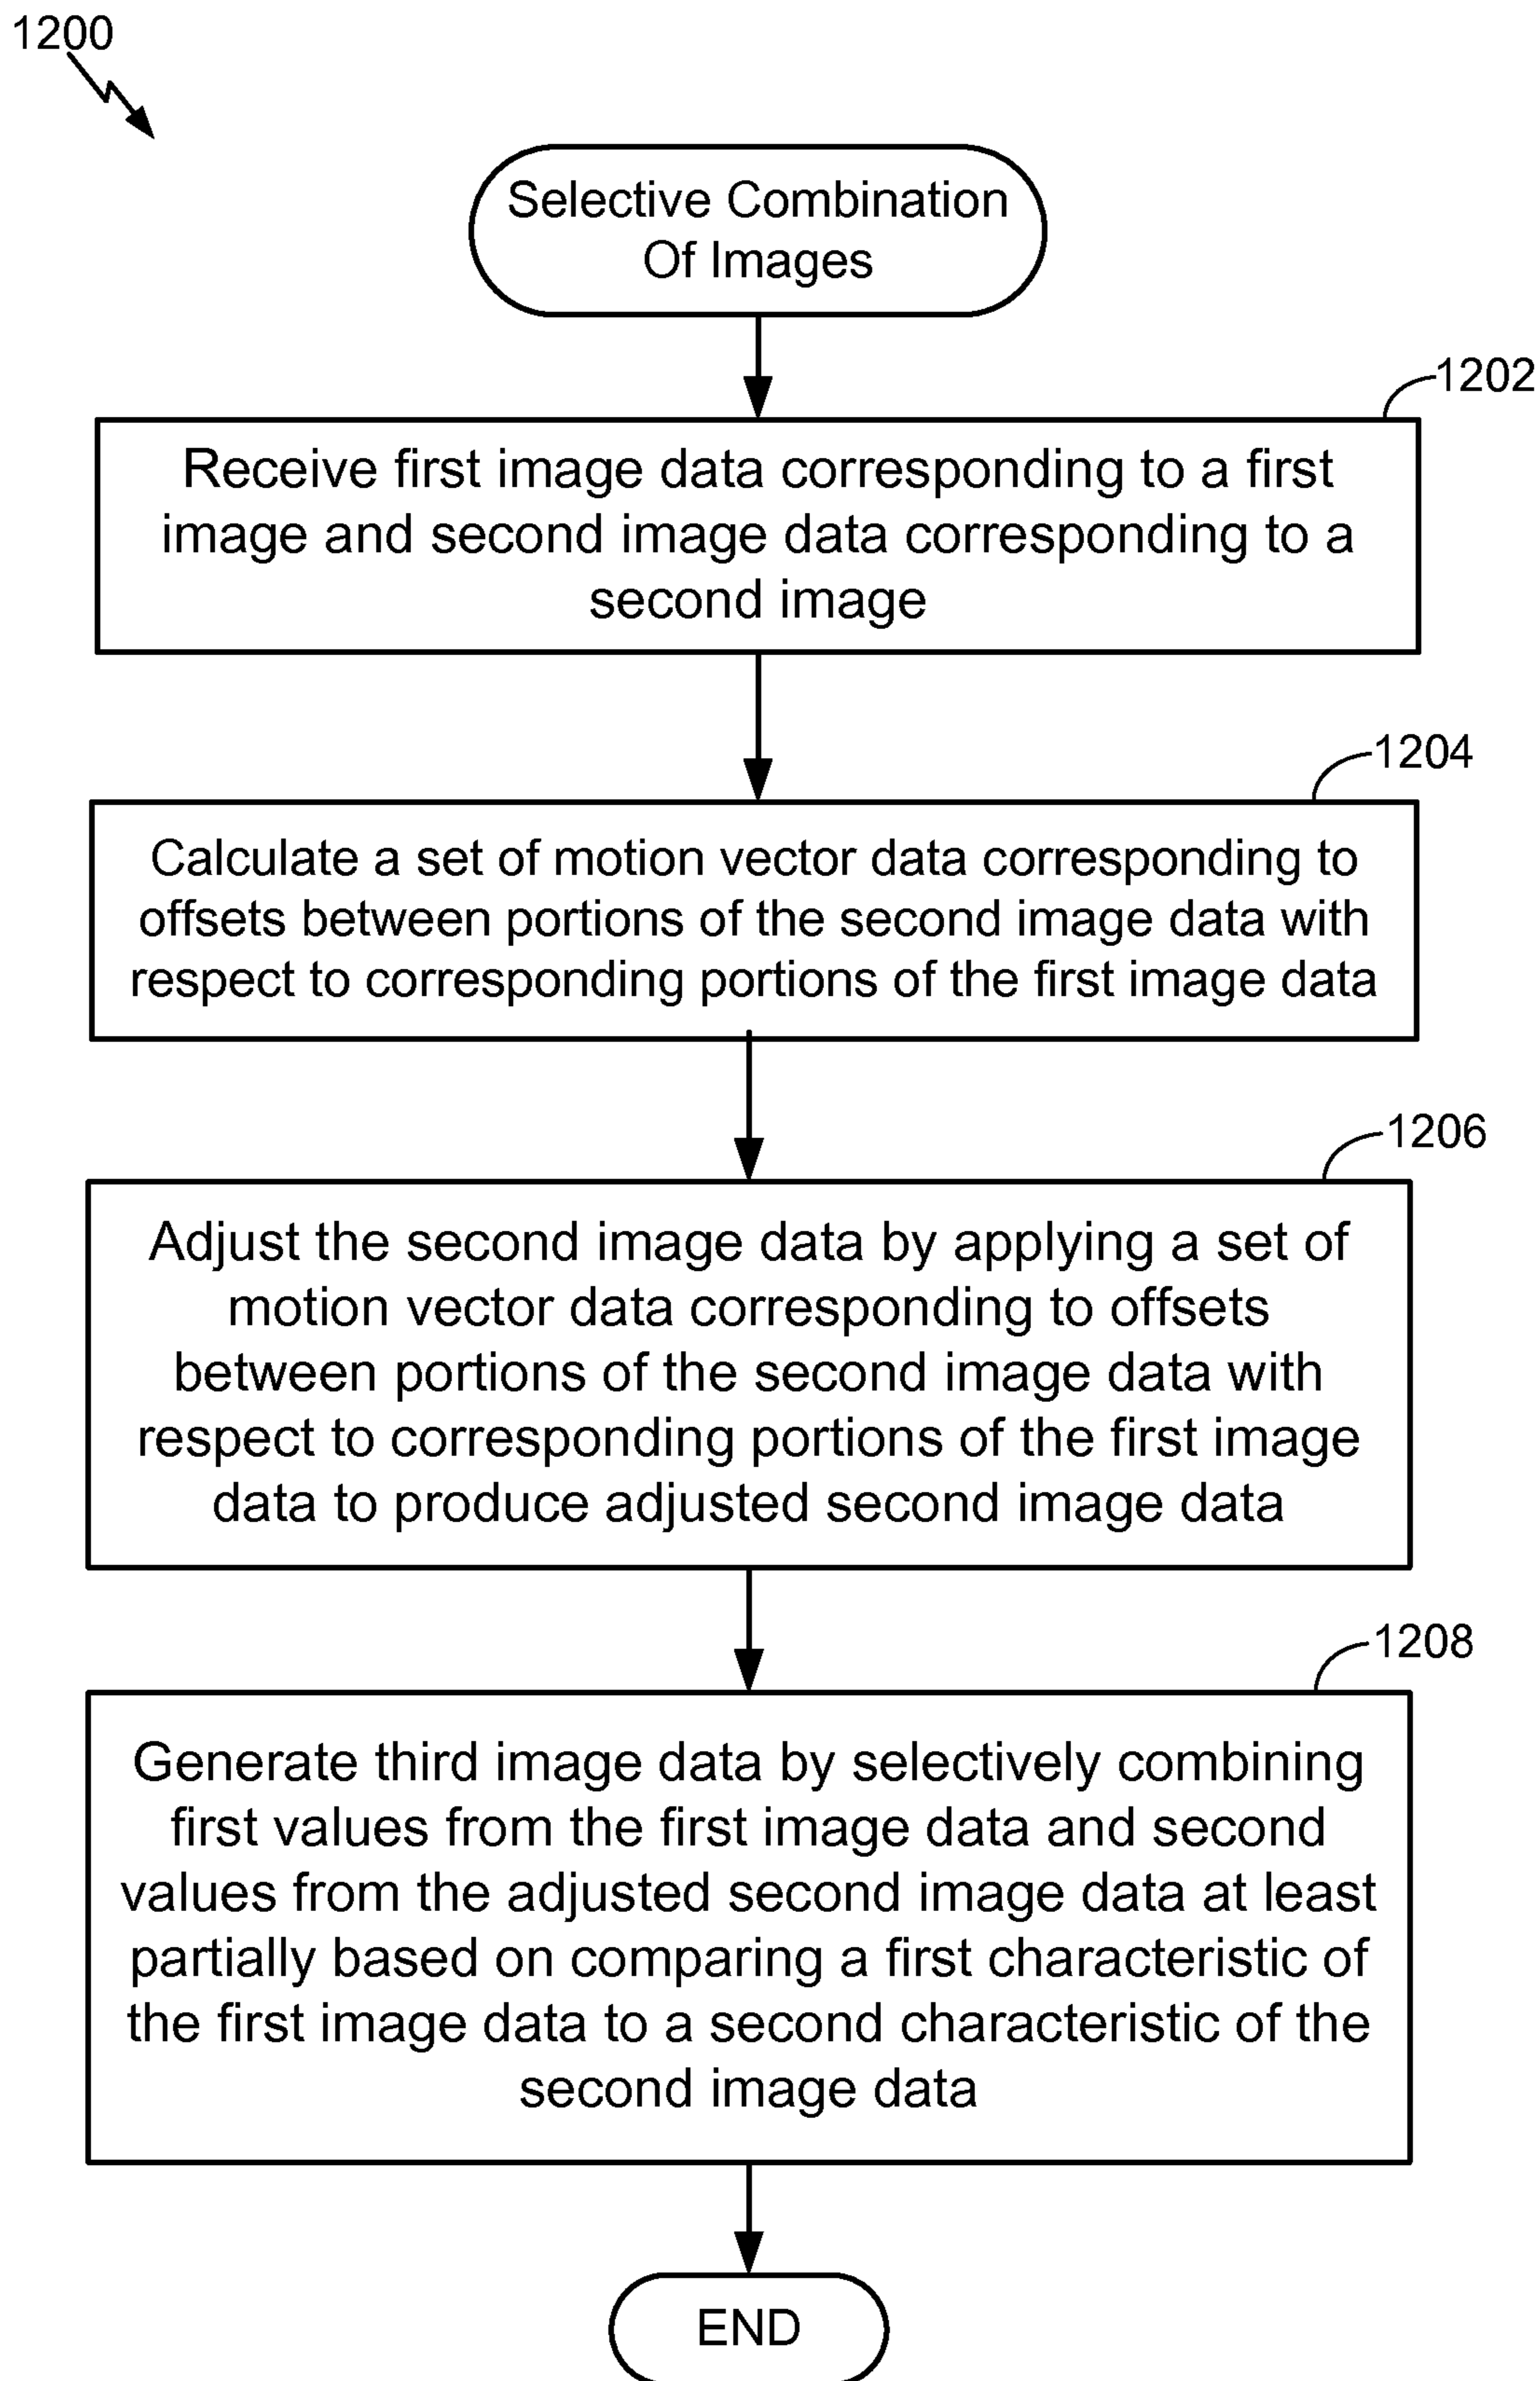 1200
Selective Combination
Of Images
1202
Receive first image data corresponding to a first
image and second image data corresponding to a
second image
1204
Calculate a set of motion vector data corresponding to
offsets between portions of the second image data with
respect to corresponding portions of the first image data
1206
Adjust the second image data by applying a set of
motion vector data corresponding to offsets
between portions of the second image data with
respect to corresponding portions of the first image
data to produce adjusted second image data
1208
Generate third image data by selectively combining
first values from the first image data and second
values from the adjusted second image data at least
partially based on comparing a first characteristic of
the first image data to a second characteristic of the
second image data
END